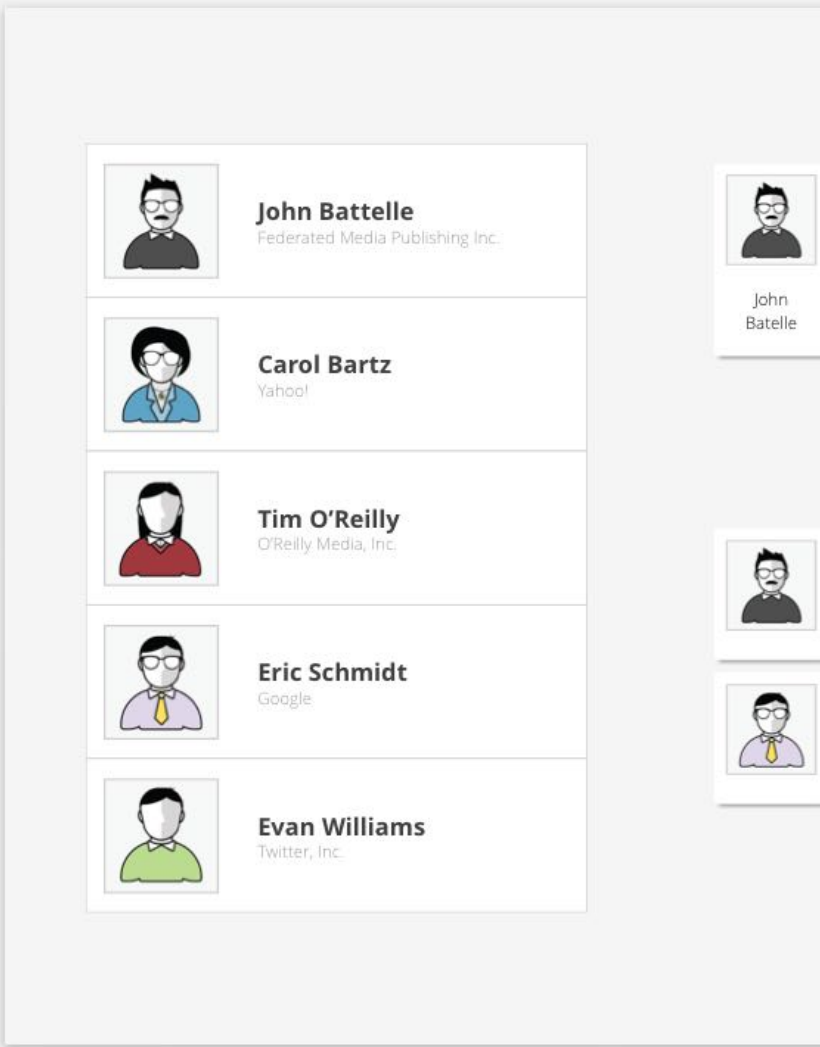 John Battelle
Federated Media Publishing Inc.
Carol Bartz
Yahoo!
Tim O’Reilly
O’Reilly Media, Inc.
Eric Schmidt
Google
Evan Williams
Twitter, Inc.
John
Batelle